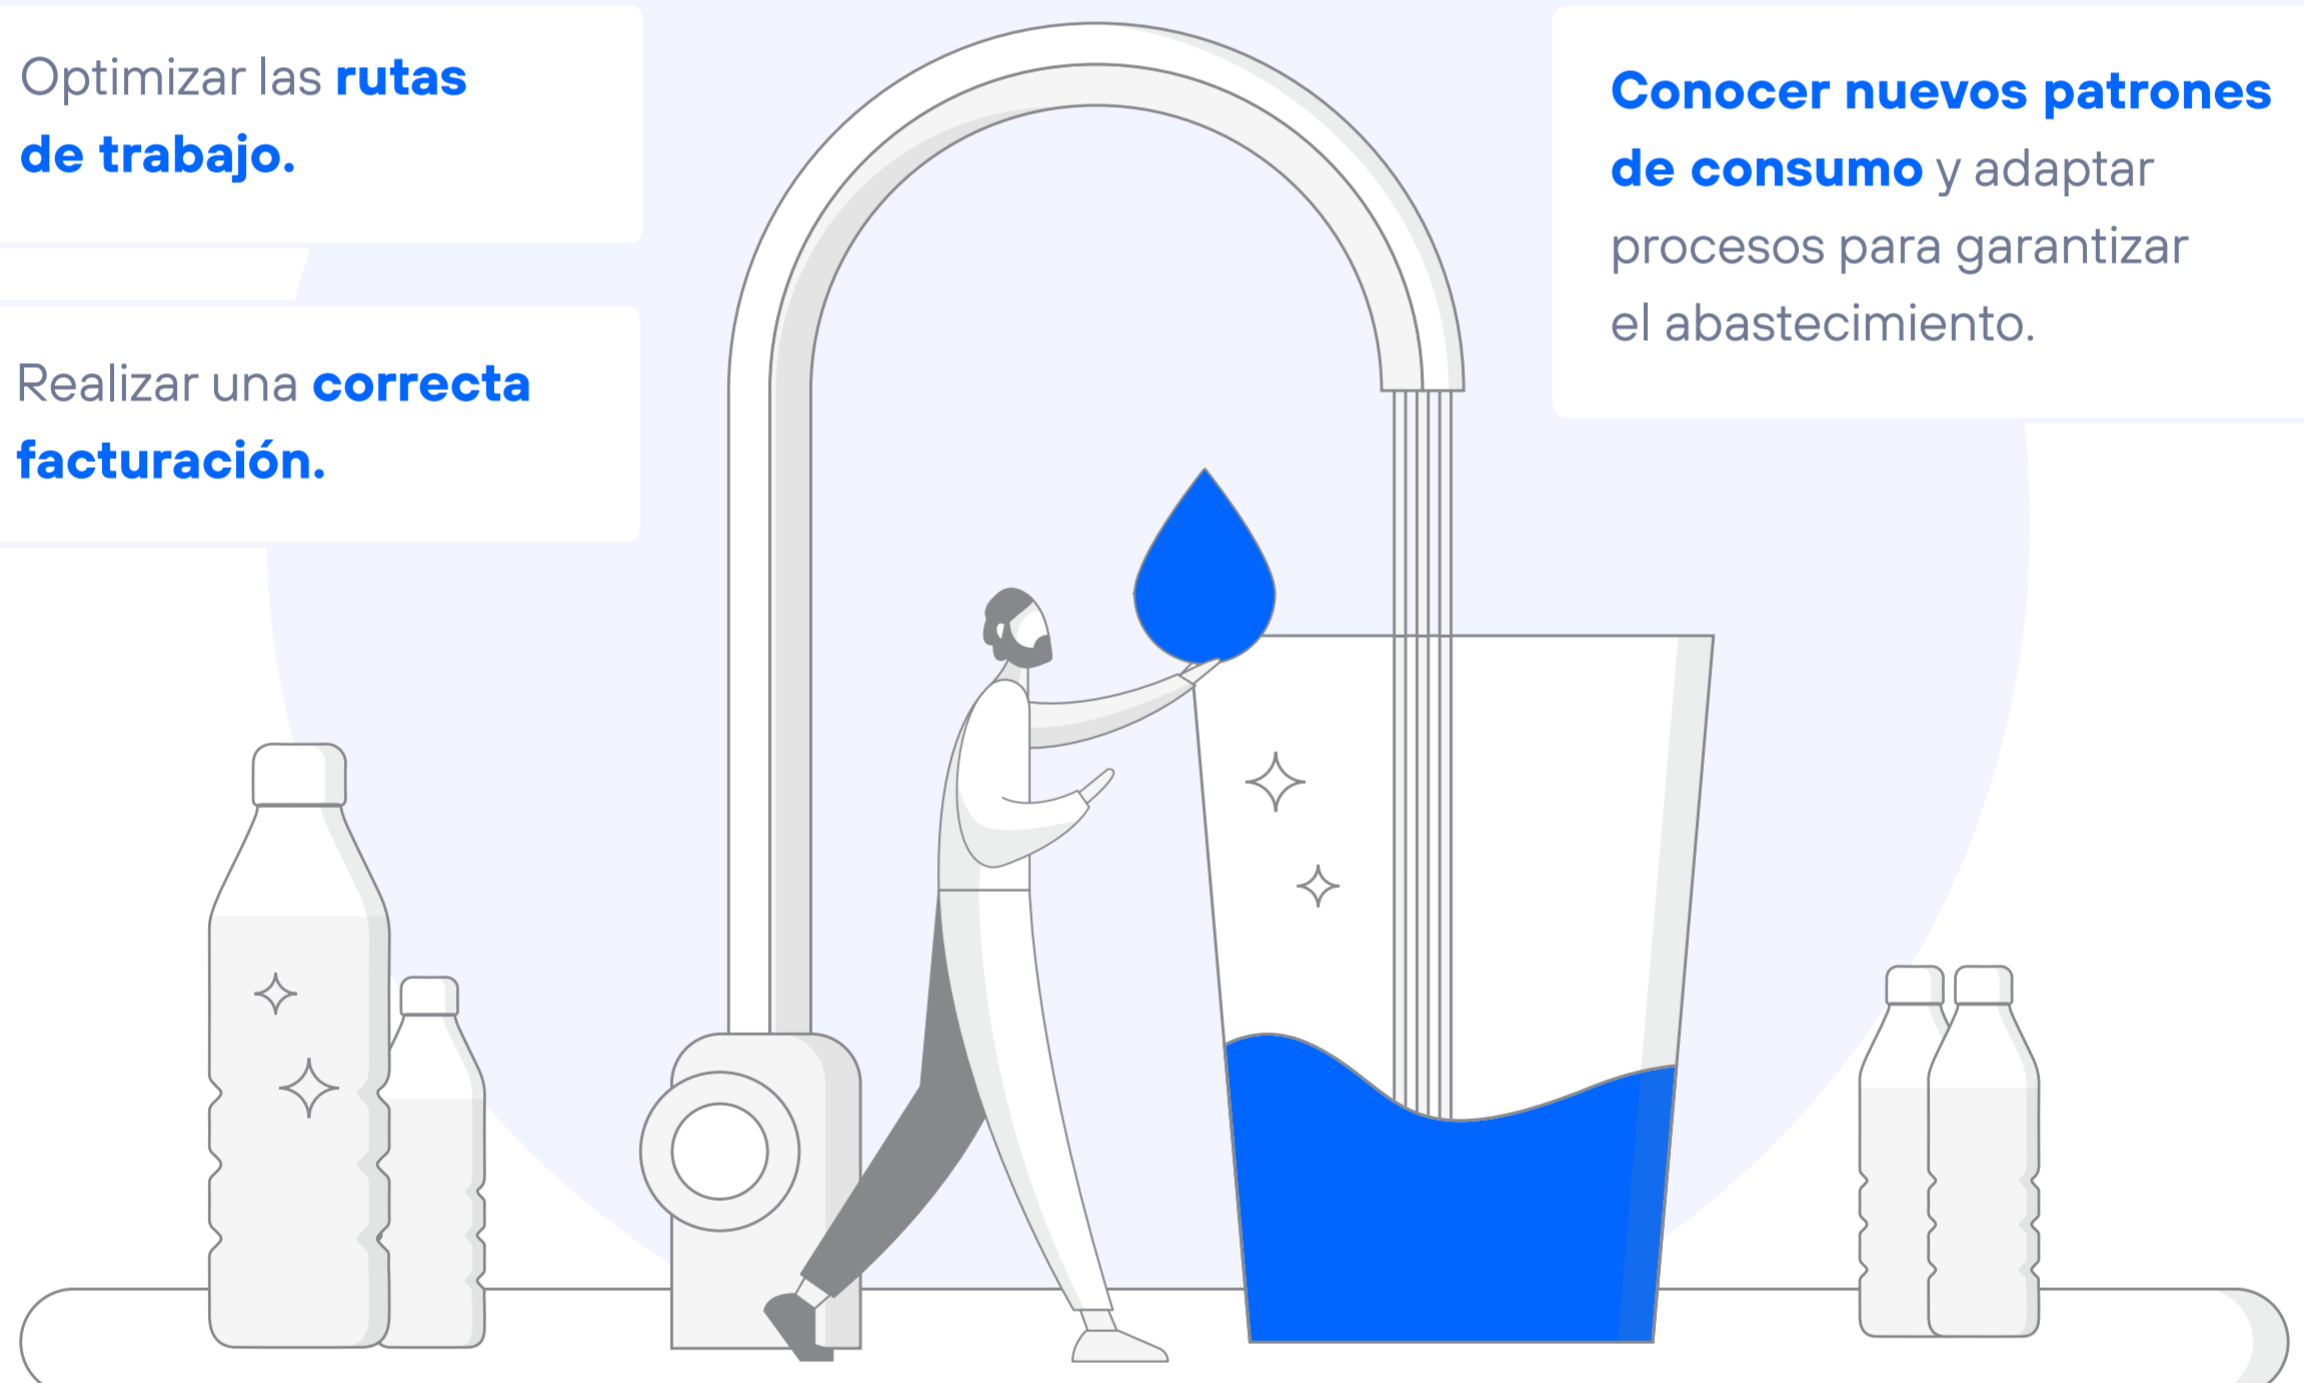 Optimizar las rutas
de trabajo.
Realizar una correcta
facturación.
Conocer nuevos patrones
de consumo y adaptar
procesos para garantizar
el abastecimiento.